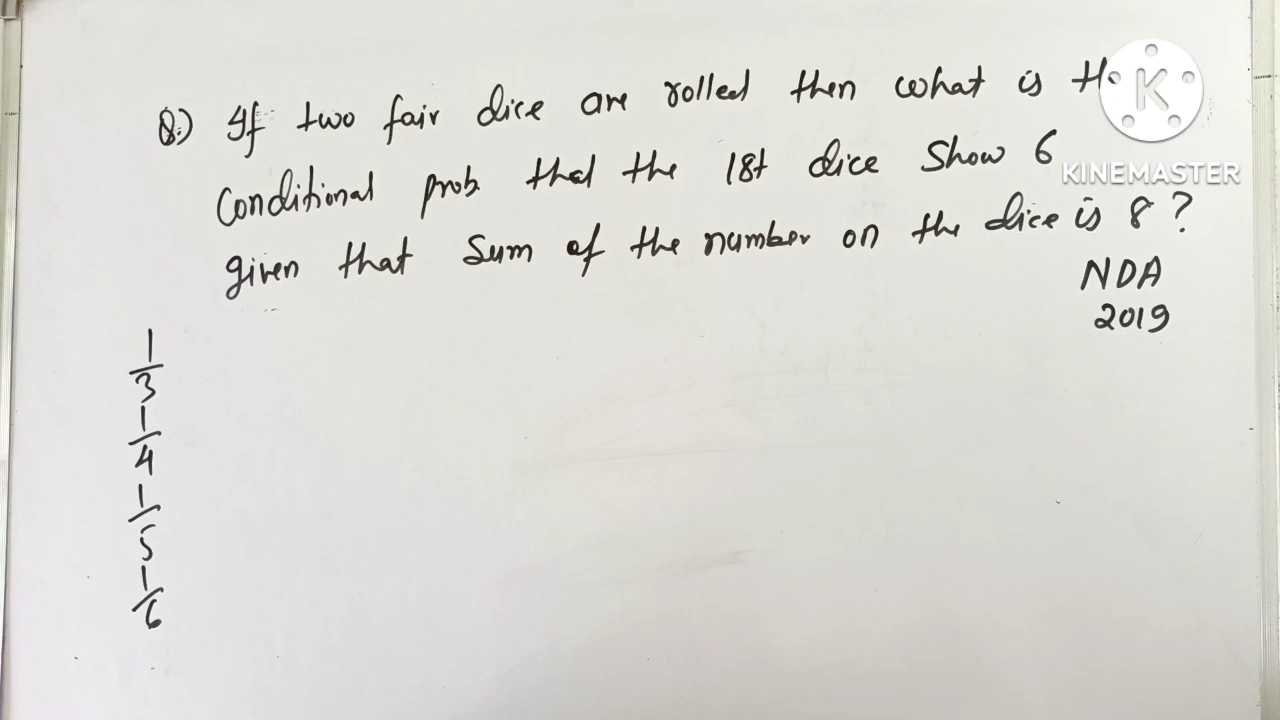 Q.) If two fair dice are rolled then what is th
Conditional prob. that the 1st dice show 6
given that sum of the number on the dice is 8 ?
NDA
2019
1/3
1/4
1/5
1/6
K
KINEMASTER